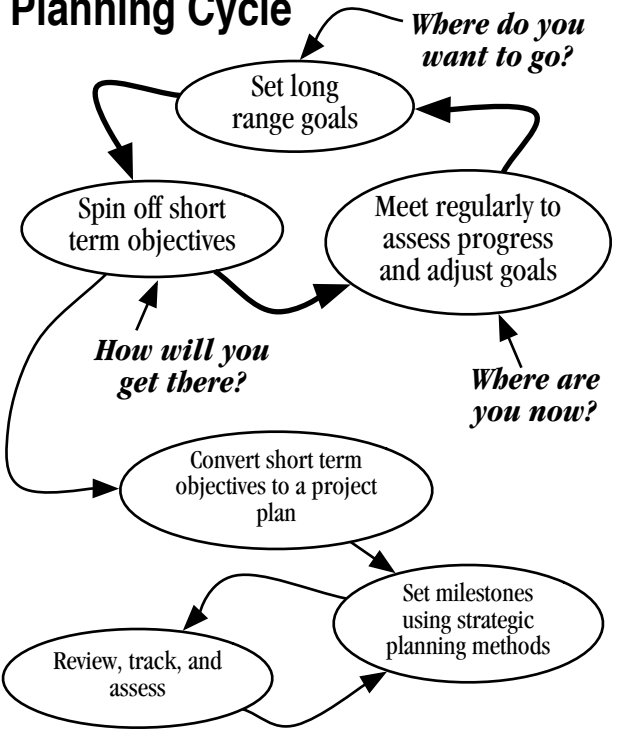 Planning Cycle
Where do you
want to go?
Set long
range goals
Spin off short
term objectives
Meet regularly to
assess progress
and adjust goals
How will you
get there?
Where are
you now?
Convert short term
objectives to a project
plan
Set milestones
using strategic
planning methods
Review, track, and
assess